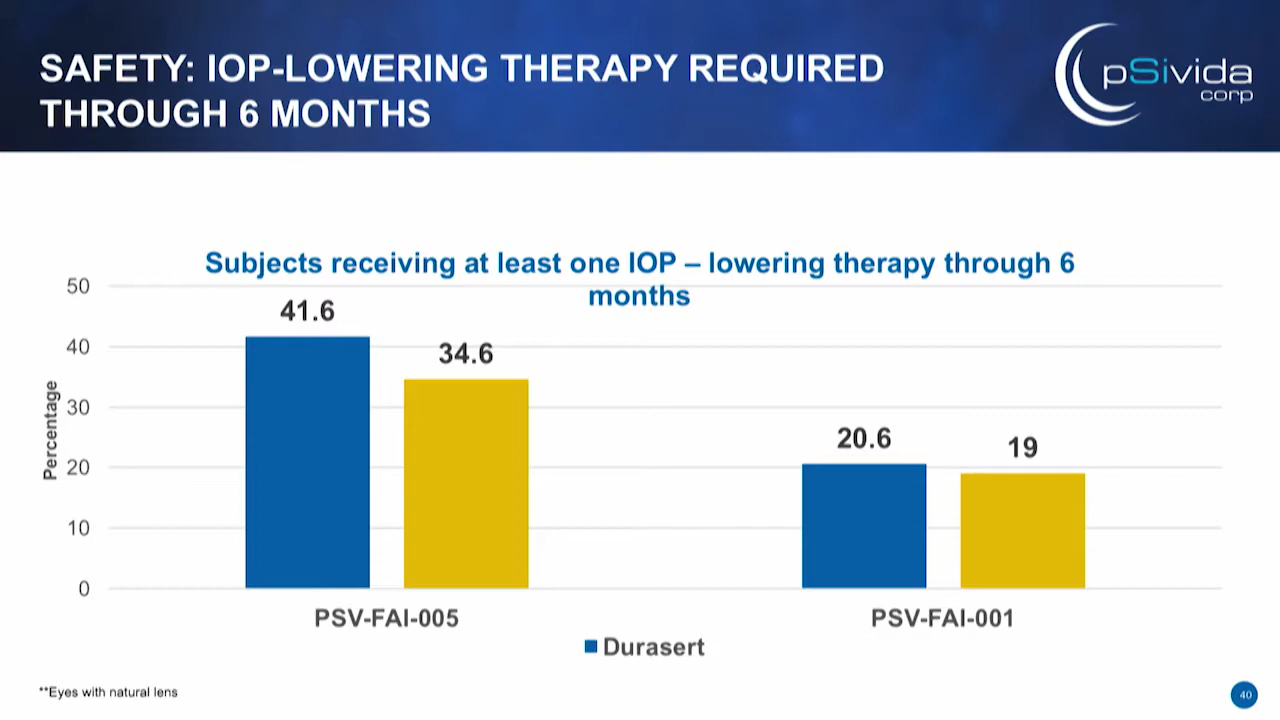 SAFETY: IOP-LOWERING THERAPY REQUIRED
THROUGH 6 MONTHS
pSivida
corp
Subjects receiving at least one IOP – lowering therapy through 6
months
50
40
30
20
10
0
Percentage
41.6
34.6
20.6
19
PSV-FAI-005
PSV-FAI-001
Durasert
**Eyes with natural lens
40